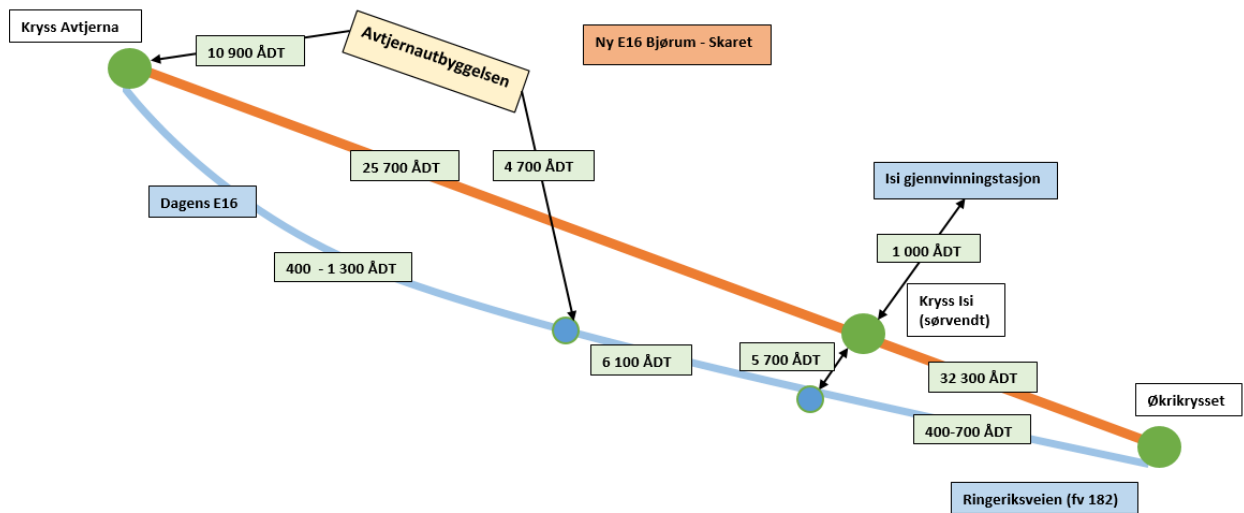 Kryss Avtjerna
10 900 ÅDT
Avtjernautbyggelsen
Ny E16 Bjørum - Skaret
25 700 ÅDT
4 700 ÅDT
Isi gjennvinningstasjon
Dagens E16
1 000 ÅDT
400 - 1 300 ÅDT
Kryss Isi
(sørvendt)
6 100 ÅDT
5 700 ÅDT
32 300 ÅDT
Økrikrysset
400-700 ÅDT
Ringeriksveien (fv 182)